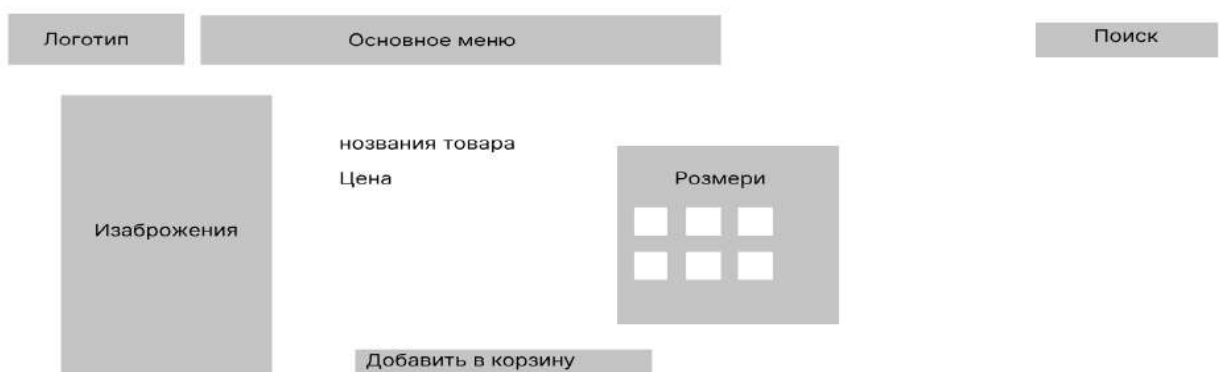 Логотип
Основное меню
Поиск
нозвания товара
Цена
Розмери
Изаброжения
Добавить в корзину